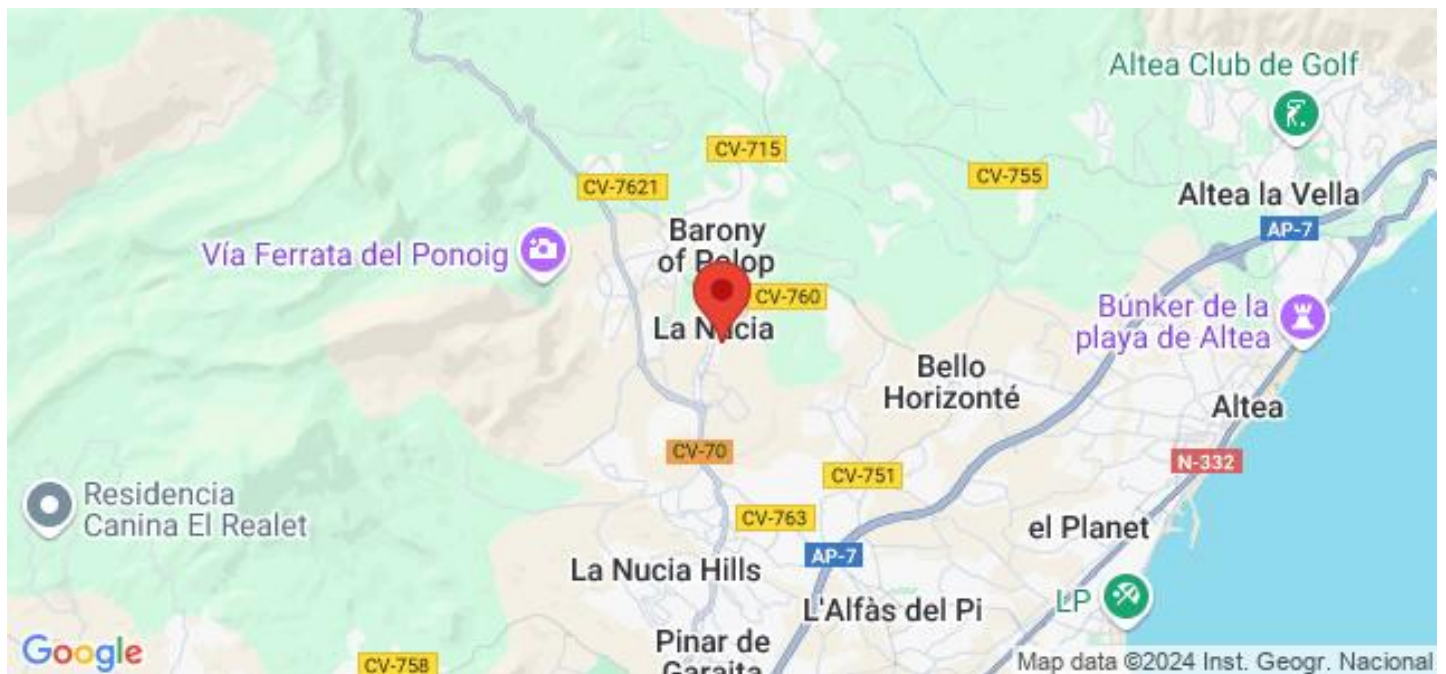 Altea Club de Golf
CV-715
CV-755
CV-7621
Altea la Vella
AP-7
Barony
of Polop
Vía Ferrata del Ponoig
CV-760
Búnker de la
playa de Altea
La Nucia
Bello
Horizonté
Altea
CV-70
N-332
CV-751
Residencia
Canina El Realet
CV-763
el Planet
AP-7
La Nucia Hills
L'Alfàs del Pi
LP
Pinar de
Garaita
Google
CV-758
Map data ©2024 Inst. Geogr. Nacional